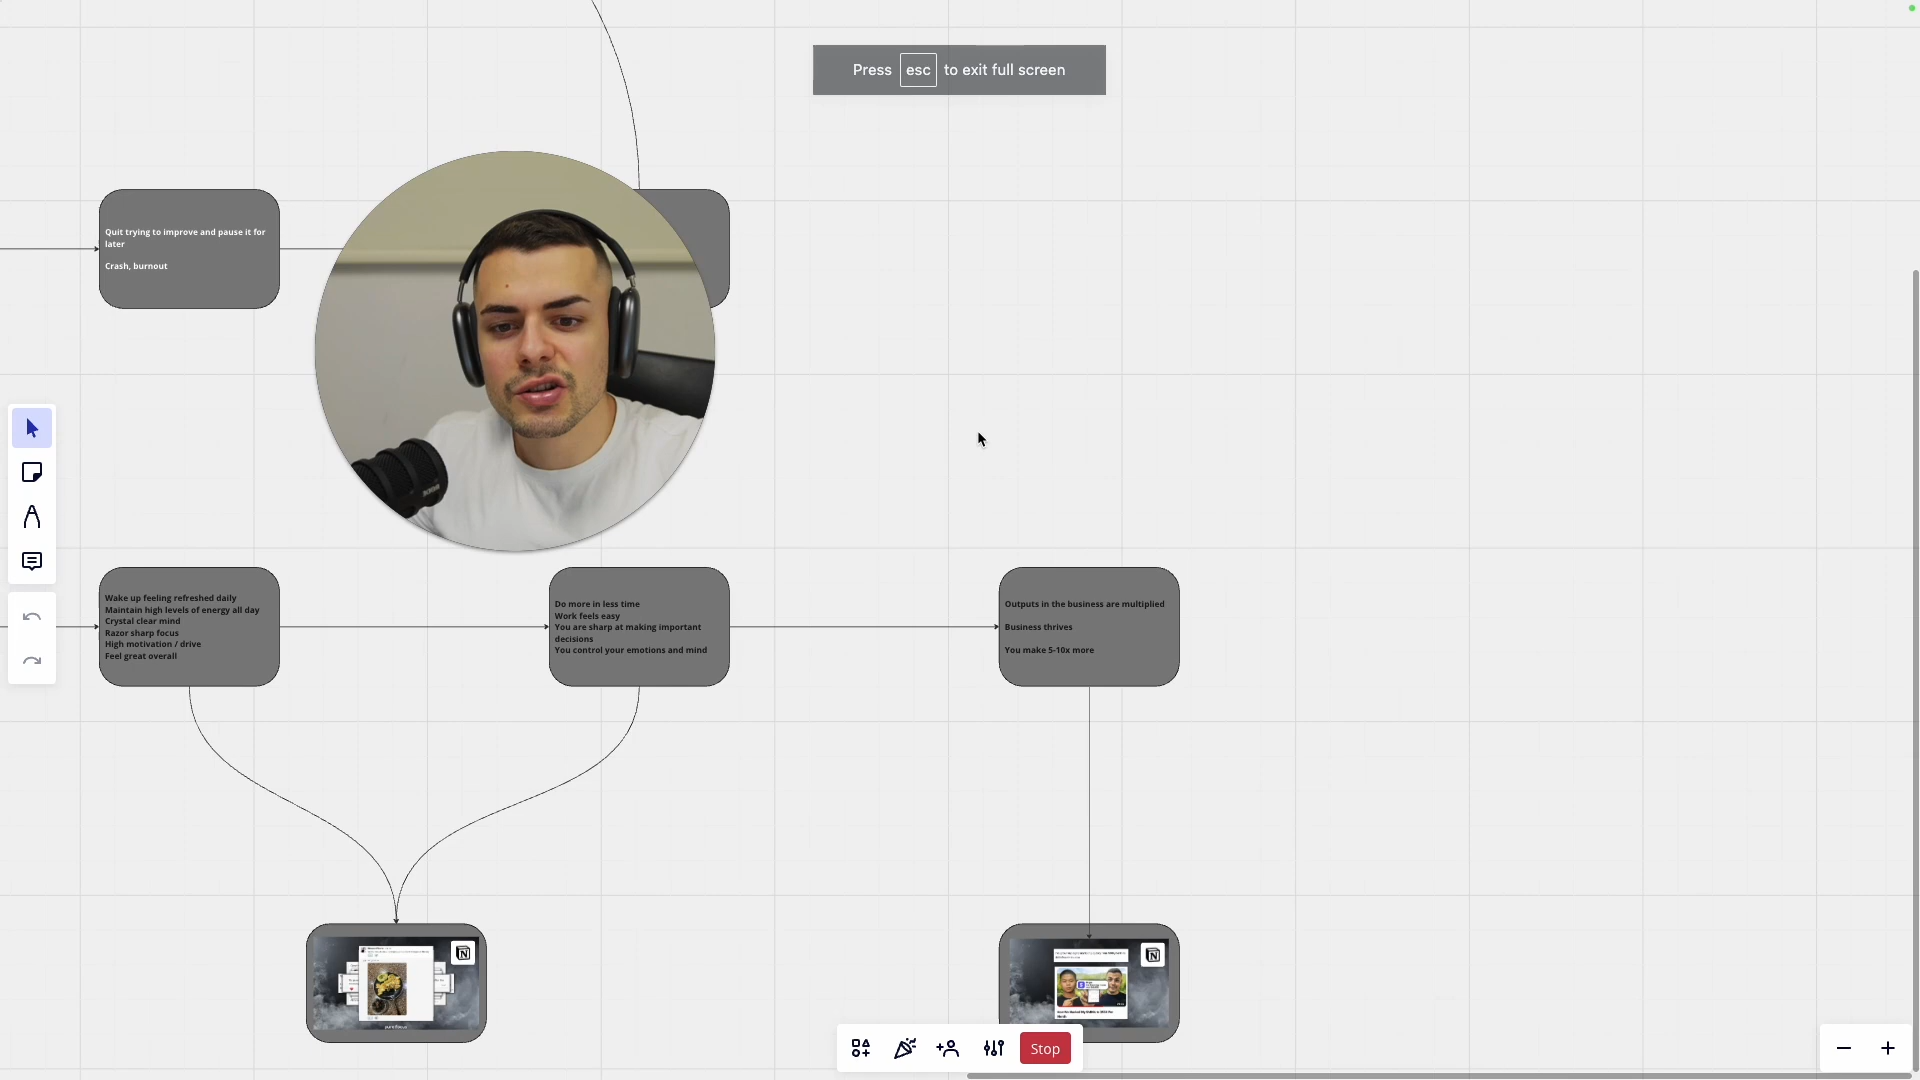 Press esc to exit full screen
Quit trying to improve and pause it for
later
Crash, burnout
Wake up feeling refreshed daily
Maintain high levels of energy all day
Crystal clear mind
Razor sharp focus
High motivation / drive
Feel great overall
Do more in less time
Work feels easy
You are sharp at making important
decisions
You control your emotions and mind
Outputs in the business are multiplied
Business thrives
You make 5-10x more
Stop